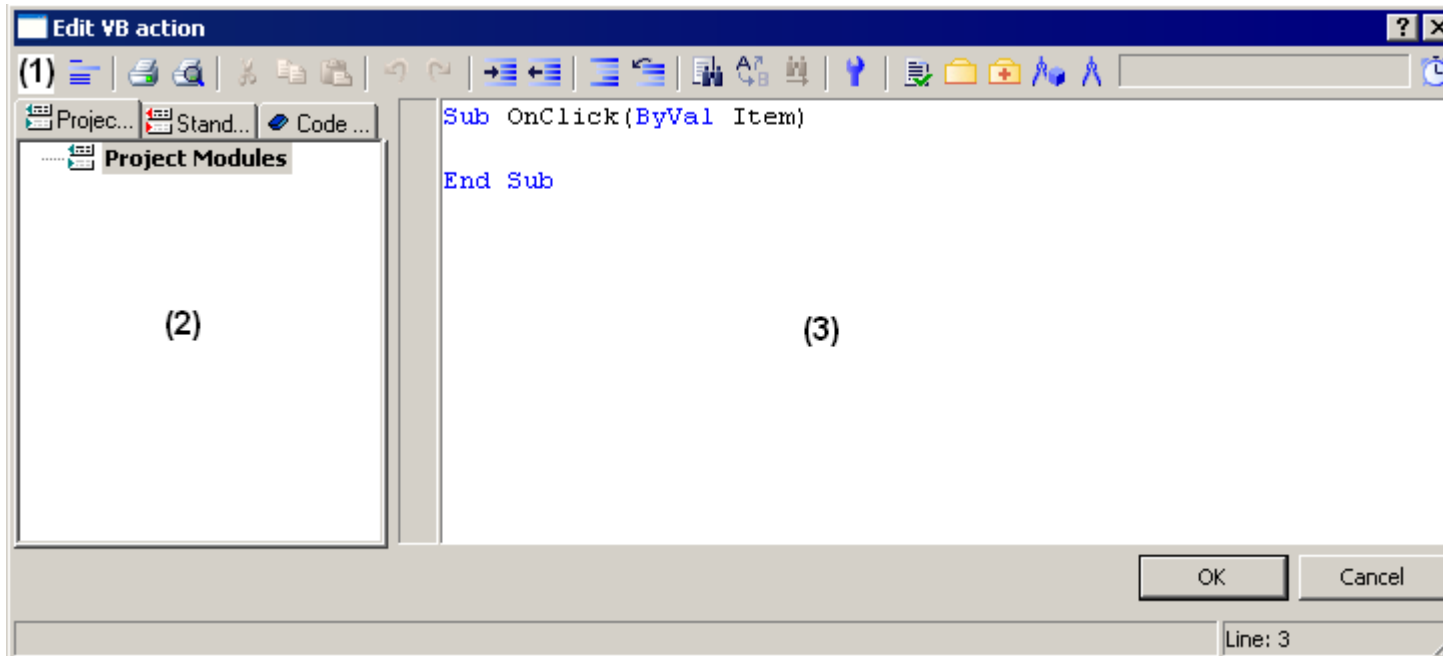 Edit VB action
(1)
Projec... Stand... Code ...
Project Modules
Sub OnClick(ByVal Item)
End Sub
(2)
(3)
OK Cancel
Line: 3